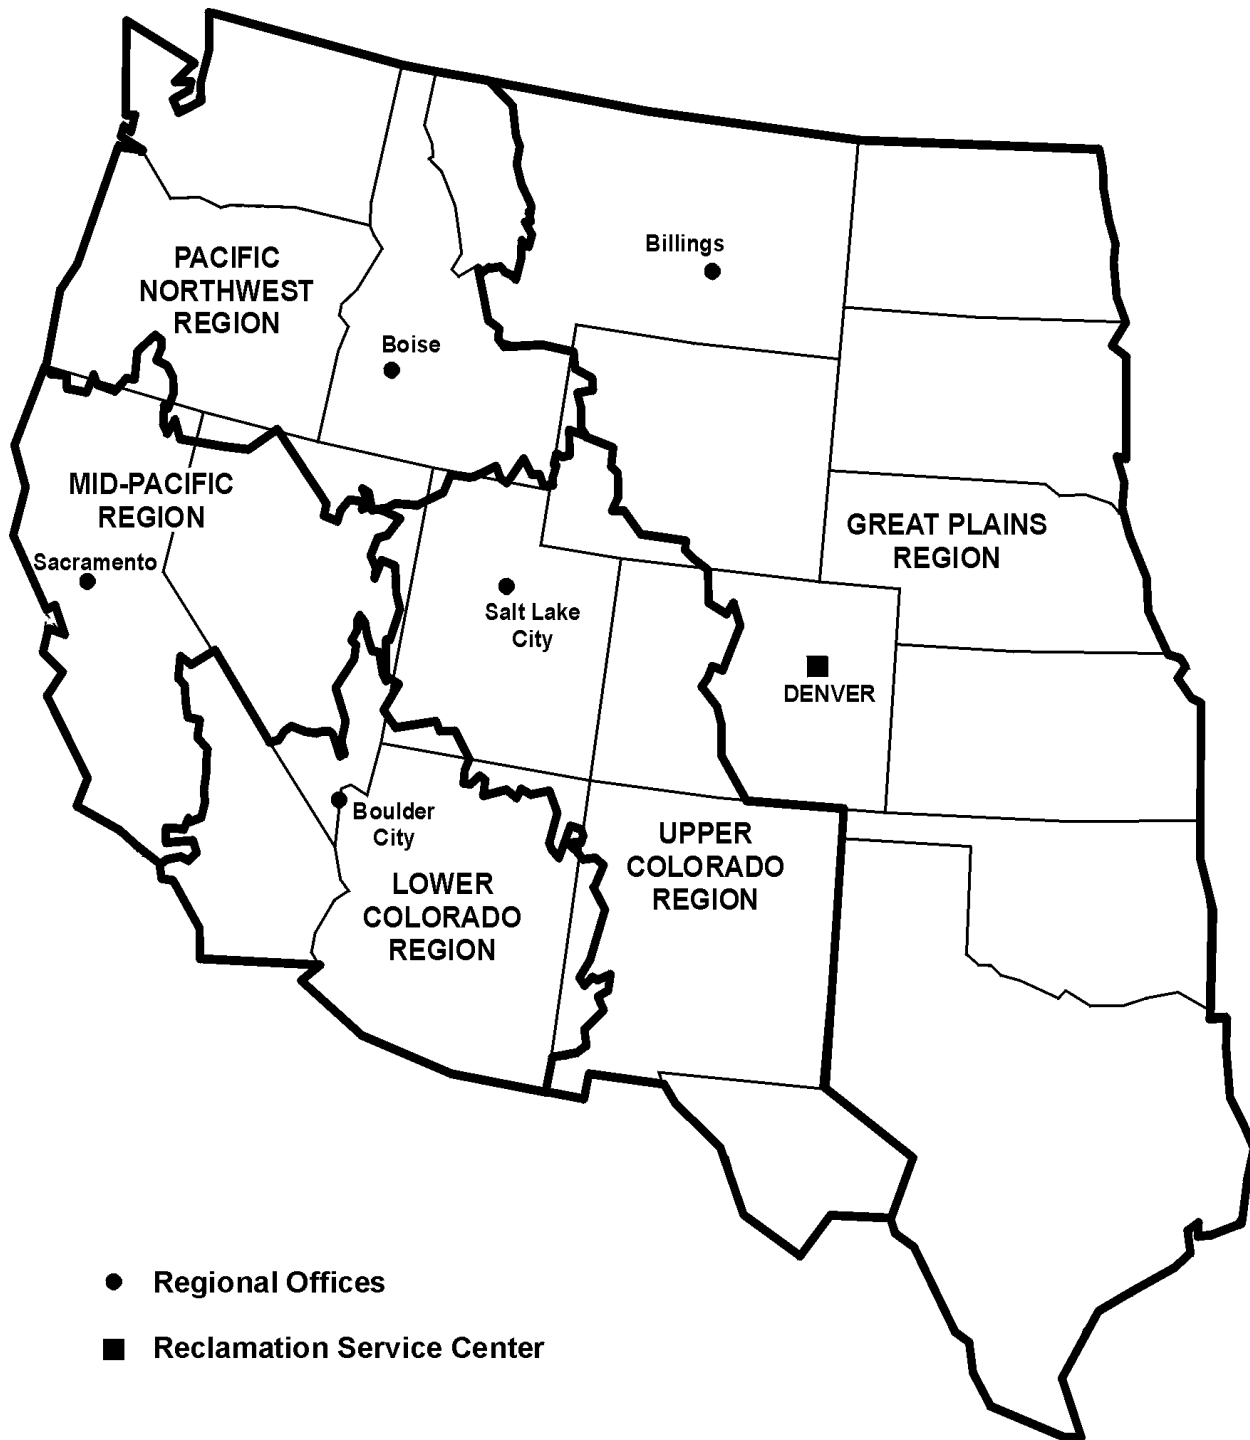 Billings
PACIFIC
NORTHWEST
REGION
Boise
MID-PACIFIC
REGION
GREAT PLAINS
REGION
Sacramento
Salt Lake
City
DENVER
Boulder
City
UPPER
COLORADO
REGION
LOWER
COLORADO
REGION
Regional Offices
Reclamation Service Center